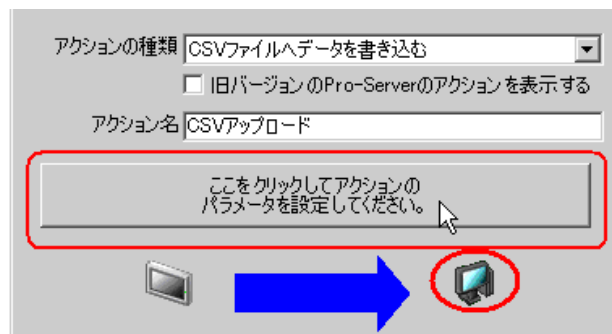 アクションの種類 CSVファイルへデータを書き込む
旧バージョンのPro-Serverのアクションを表示する
アクション名 CSVアップロード
ここをクリックしてアクションの
パラメータを設定してください。